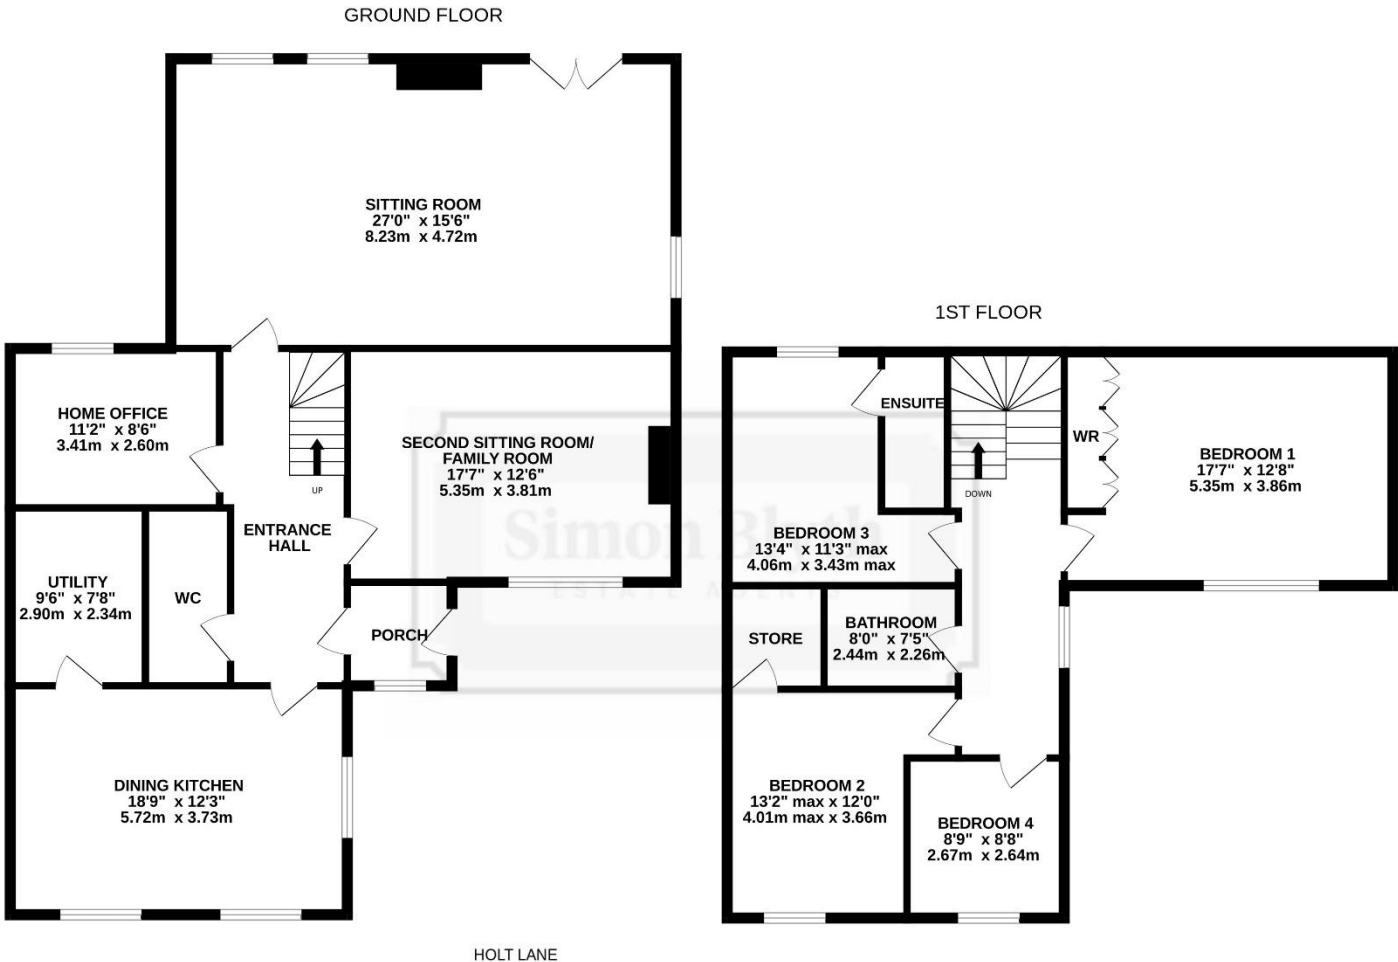 GROUND FLOOR
SITTING ROOM
27'0" x 15'6"
8.23m x 4.72m
1ST FLOOR
HOME OFFICE
11'2" x 8'6"
3.41m x 2.60m
UP
SECOND SITTING ROOM/
FAMILY ROOM
17'7" x 12'6"
5.35m x 3.81m
ENTRANCE
HALL
UTILITY
9'6" x 7'8"
2.90m x 2.34m
WC
PORCH
DINING KITCHEN
18'9" x 12'3"
5.72m x 3.73m
ENSUITE
WR
BEDROOM 1
17'7" x 12'8"
5.35m x 3.86m
DOWN
BEDROOM 3
13'4" x 11'3" max
4.06m x 3.43m max
STORE
BATHROOM
8'0" x 7'5"
2.44m x 2.26m
BEDROOM 2
13'2" max x 12'0"
4.01m max x 3.66m
BEDROOM 4
8'9" x 8'8"
2.67m x 2.64m
Simon
ESTATE
HOLT LANE